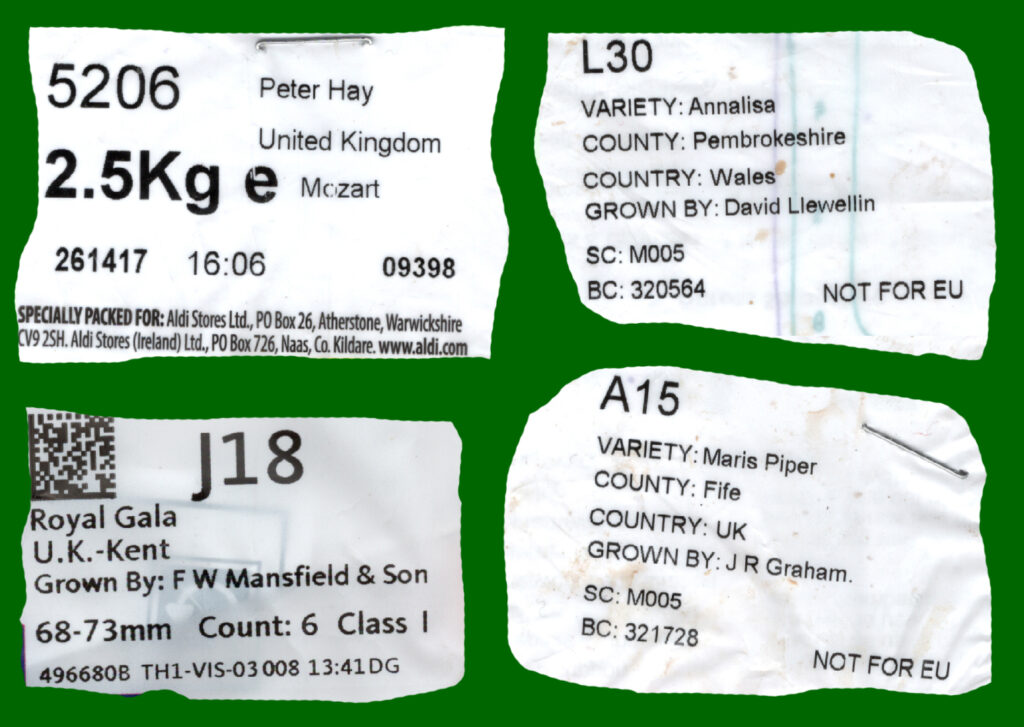 5206
Peter Hay
United Kingdom
2.5Kg e
Mozart
261417 16:06 09398
SPECIALLY PACKED FOR: Aldi Stores Ltd., PO Box 26, Atherstone, Warwickshire
CV9 2SH. Aldi Stores (Ireland) Ltd., PO Box 726, Naas, Co. Kildare. www.aldi.com
L30
VARIETY: Annalisa
COUNTY: Pembrokeshire
COUNTRY: Wales
GROWN BY: David Llewellin
SC: M005
BC: 320564
NOT FOR EU
J18
Royal Gala
U.K.-Kent
Grown By: F W Mansfield & Son
68-73mm Count: 6 Class I
496680B TH1-VIS-03 008 13:41 DG
A15
VARIETY: Maris Piper
COUNTY: Fife
COUNTRY: UK
GROWN BY: J R Graham.
SC: M005
BC: 321728
NOT FOR EU